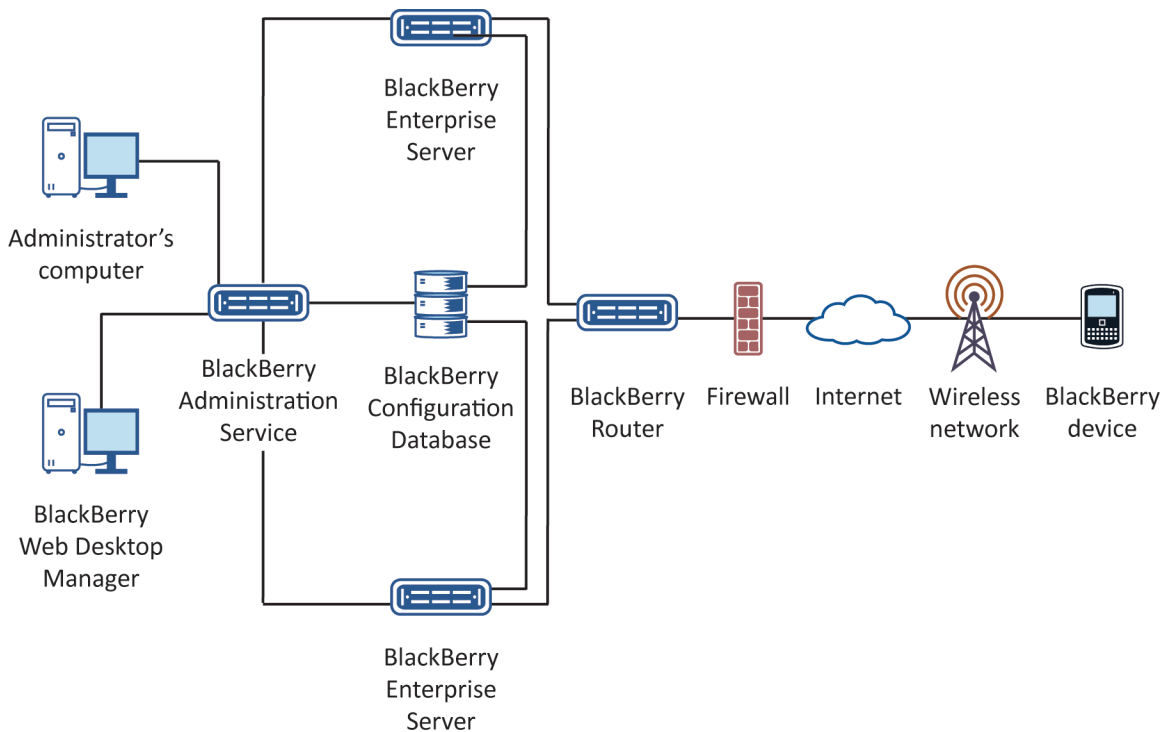 BlackBerry
Enterprise
Server
Administrator’s
computer
BlackBerry
Administration
Service
BlackBerry
Configuration
Database
BlackBerry
Router
Firewall
Internet
Wireless
network
BlackBerry
device
BlackBerry
Web Desktop
Manager
BlackBerry
Enterprise
Server